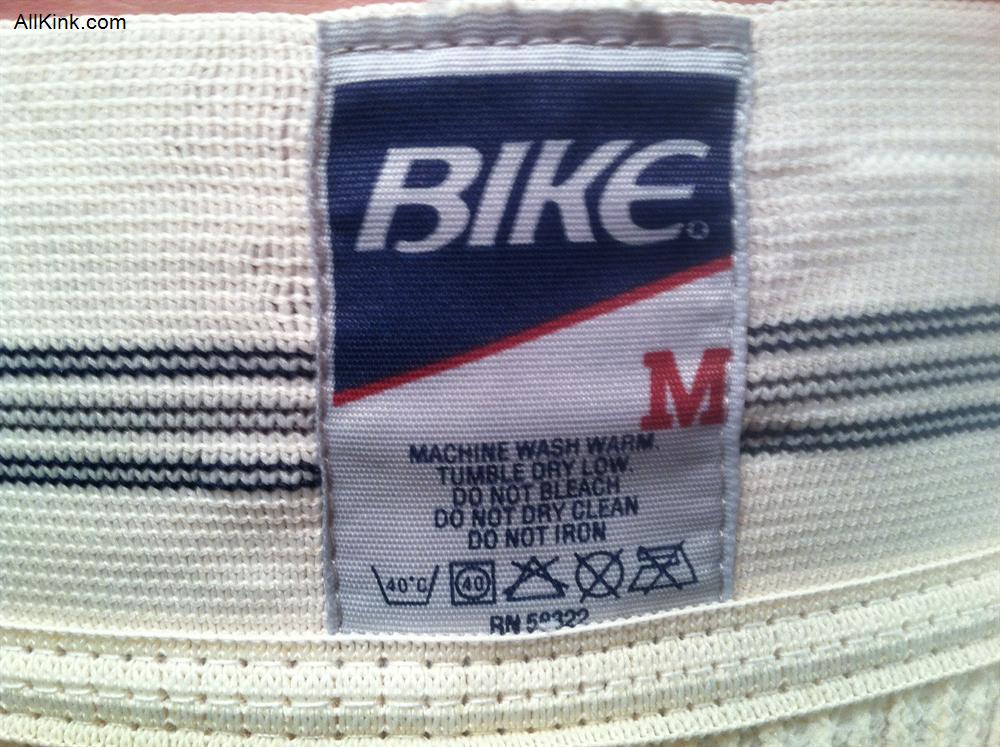 AllKink.com
BIKE®
M
MACHINE WASH WARM.
TUMBLE DRY LOW.
DO NOT BLEACH
DO NOT DRY CLEAN
DO NOT IRON
40°C 40
RN